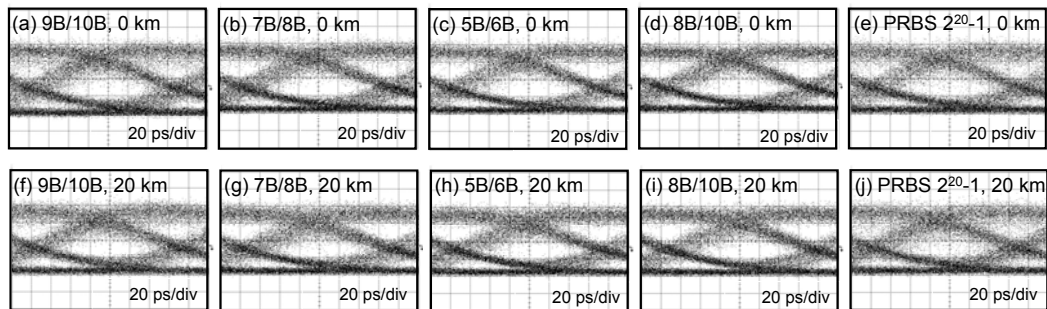 (a) 9B/10B, 0 km
20 ps/div
(b) 7B/8B, 0 km
20 ps/div
(c) 5B/6B, 0 km
20 ps/div
(d) 8B/10B, 0 km
20 ps/div
(e) PRBS 2²⁰-1, 0 km
20 ps/div
(f) 9B/10B, 20 km
20 ps/div
(g) 7B/8B, 20 km
20 ps/div
(h) 5B/6B, 20 km
20 ps/div
(i) 8B/10B, 20 km
20 ps/div
(j) PRBS 2²⁰-1, 20 km
20 ps/div